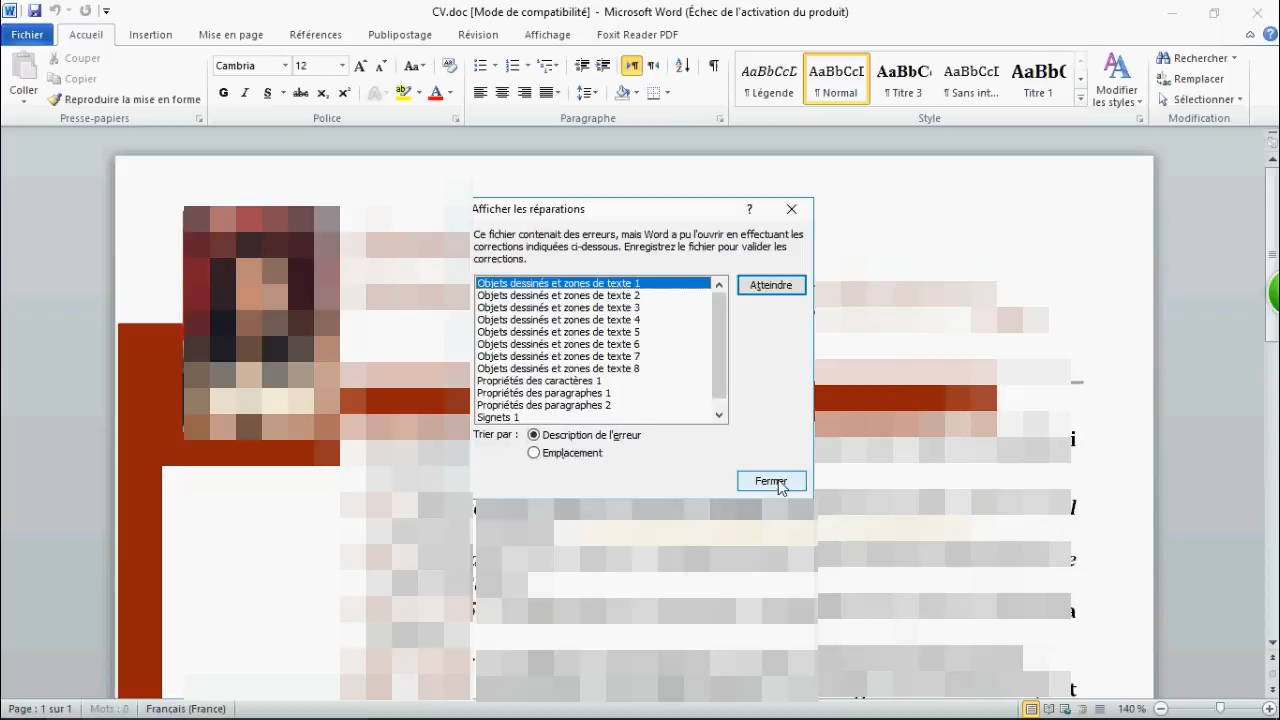 CV.doc [Mode de compatibilité] - Microsoft Word (Échec de l'activation du produit)
Fichier Accueil Insertion Mise en page Références Publipostage Révision Affichage Foxit Reader PDF
Coller
Couper
Copier
Reproduire la mise en forme
Presse-papiers
Cambria 12
G I S abc x₂ x²
Police
Paragraphe
AaBbCcL AaBbCcI AaBbC AaBbCcL AaBb(
¶ Légende ¶ Normal ¶ Titre 3 ¶ Sans int... Titre 1
Style
Modifier
les styles
Rechercher
Remplacer
Sélectionner
Modification
Afficher les réparations
Ce fichier contenait des erreurs, mais Word a pu l'ouvrir en effectuant les
corrections indiquées ci-dessous. Enregistrez le fichier pour valider les
corrections.
Objets dessinés et zones de texte 1
Objets dessinés et zones de texte 2
Objets dessinés et zones de texte 3
Objets dessinés et zones de texte 4
Objets dessinés et zones de texte 5
Objets dessinés et zones de texte 6
Objets dessinés et zones de texte 7
Objets dessinés et zones de texte 8
Propriétés des caractères 1
Propriétés des paragraphes 1
Propriétés des paragraphes 2
Signets 1
Atteindre
Trier par : Description de l'erreur
Emplacement
Fermer
Page : 1 sur 1 Mots : 0 Français (France) 140 %